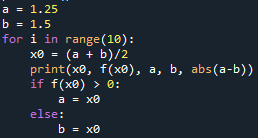 a = 1.25
b = 1.5
for i in range(10):
    x0 = (a + b)/2
    print(x0, f(x0), a, b, abs(a-b))
    if f(x0) > 0:
        a = x0
    else:
        b = x0